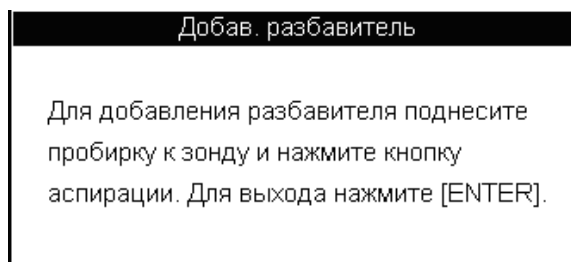 Добав. разбавитель
Для добавления разбавителя поднесите
пробирку к зонду и нажмите кнопку
аспирации. Для выхода нажмите [ENTER].